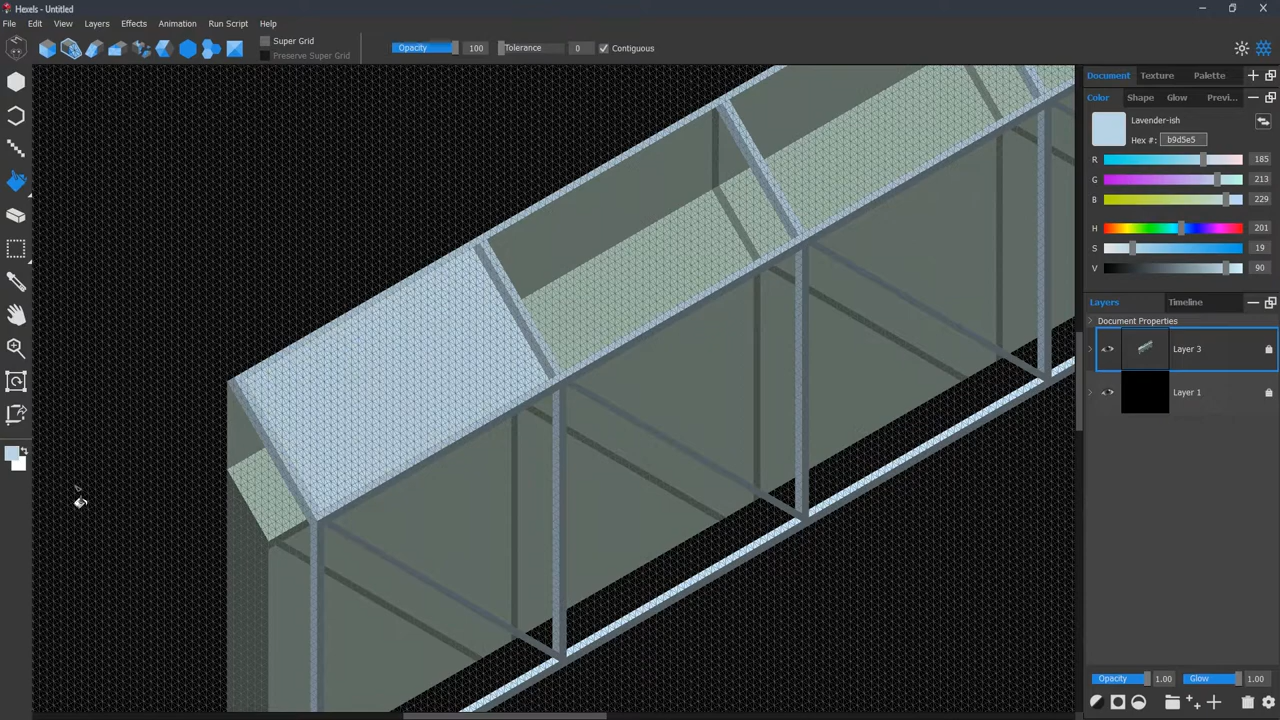 Hexels - Untitled
File Edit View Layers Effects Animation Run Script Help
Super Grid
Preserve Super Grid
Opacity 100 Tolerance 0 Contiguous
Document Texture Palette
Color Shape Glow Previ...
Lavender-ish
Hex #: b9d5e5
R 185
G 213
B 229
H 201
S 19
V 90
Layers Timeline
Document Properties
Layer 3
Layer 1
Opacity 1.00 Glow 1.00